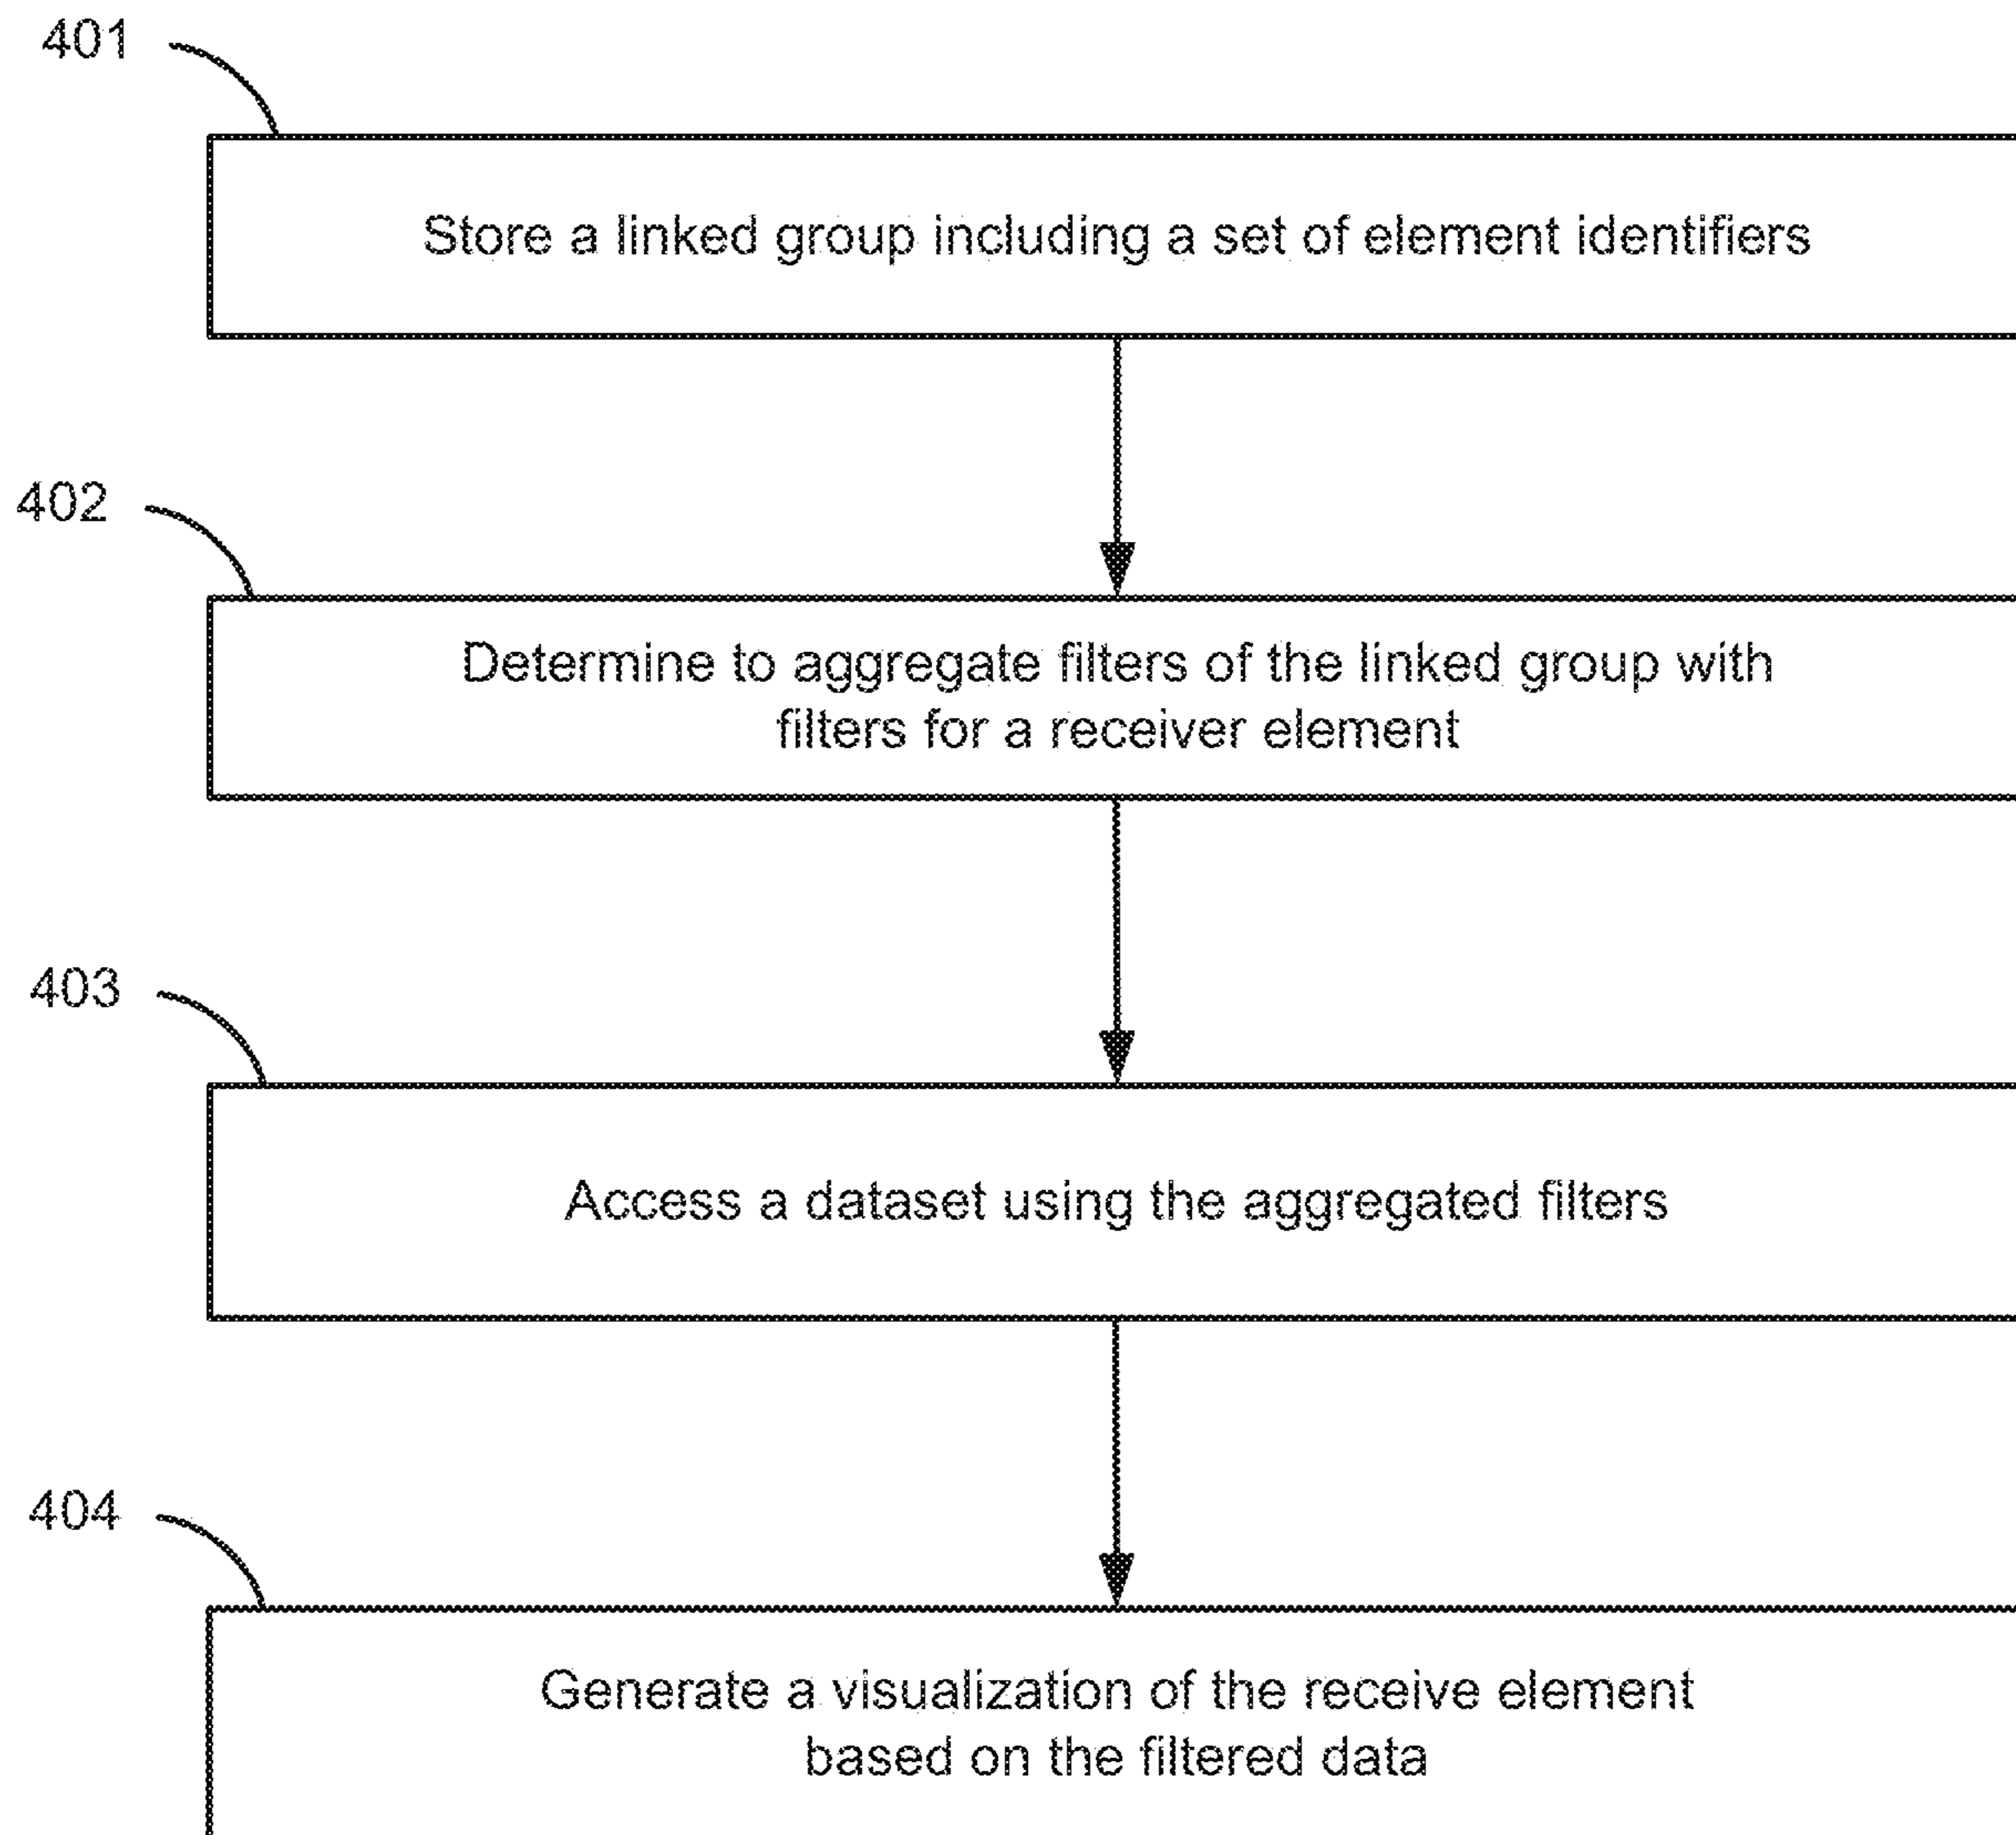 401
Store a linked group including a set of element identifiers
402
Determine to aggregate filters of the linked group with
filters for a receiver element
403
Access a dataset using the aggregated filters
404
Generate a visualization of the receive element
based on the filtered data